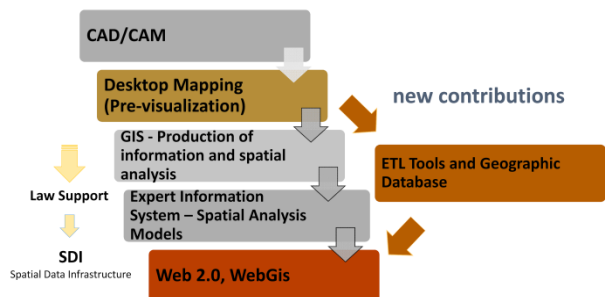 CAD/CAM
Desktop Mapping
(Pre-visualization)
new contributions
GIS - Production of
information and spatial
analysis
ETL Tools and Geographic
Database
Law Support
Expert Information
System – Spatial Analysis
Models
SDI
Spatial Data Infrastructure
Web 2.0, WebGis